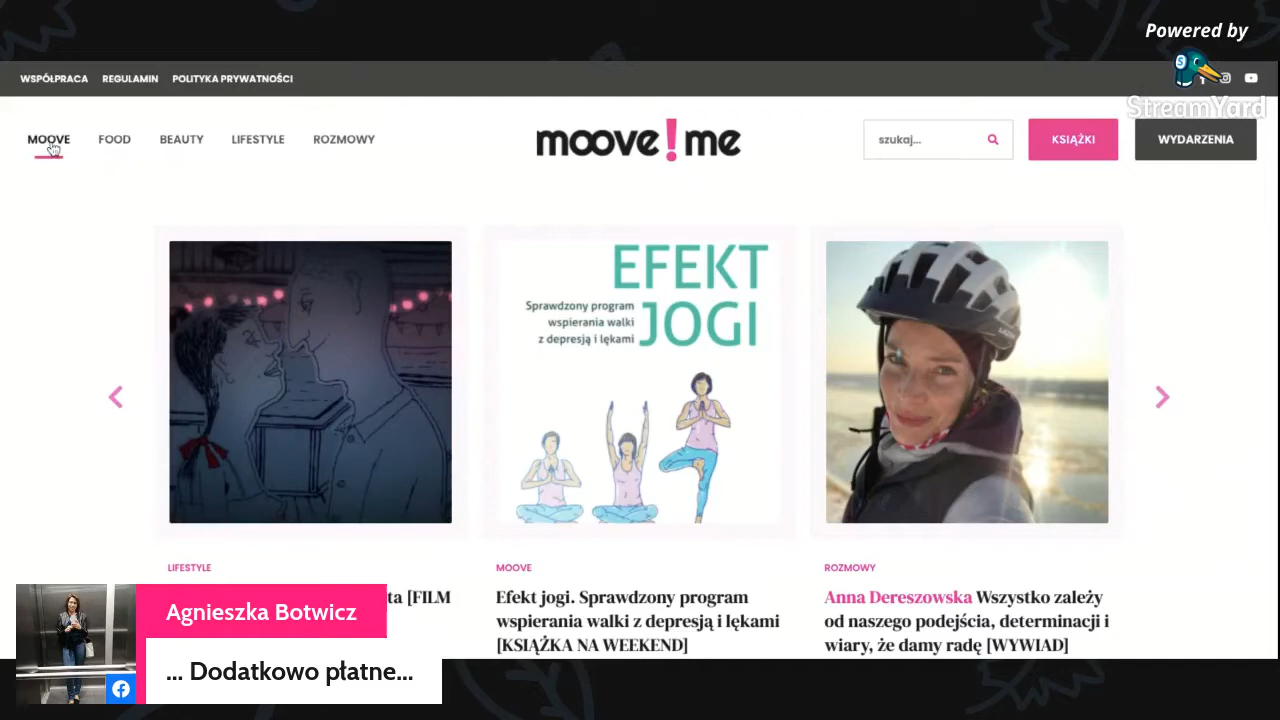 Powered by
StreamYard
WSPÓŁPRACA REGULAMIN POLITYKA PRYWATNOŚCI
MOOVE FOOD BEAUTY LIFESTYLE ROZMOWY
moove!me
szukaj...
KSIĄŻKI
WYDARZENIA
EFEKT
JOGI
Sprawdzony program
wspierania walki
z depresją i lękami
LIFESTYLE
ta [FILM
MOOVE
Efekt jogi. Sprawdzony program
wspierania walki z depresją i lękami
[KSIĄŻKA NA WEEKEND]
ROZMOWY
Anna Dereszowska Wszystko zależy
od naszego podejścia, determinacji i
wiary, że damy radę [WYWIAD]
Agnieszka Botwicz
... Dodatkowo płatne...